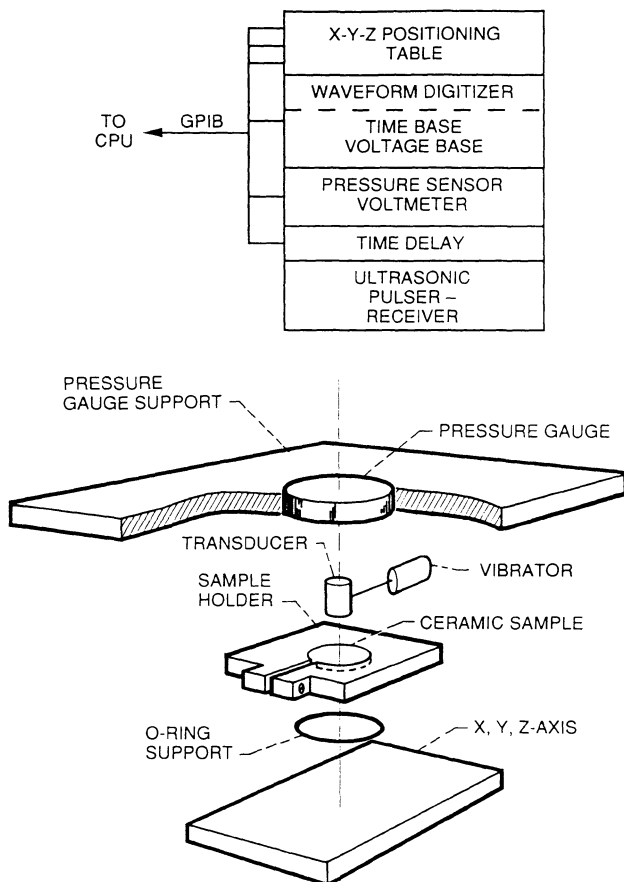 X-Y-Z POSITIONING
TABLE
WAVEFORM DIGITIZER
TO
CPU
GPIB
TIME BASE
VOLTAGE BASE
PRESSURE SENSOR
VOLTMETER
TIME DELAY
ULTRASONIC
PULSER –
RECEIVER
PRESSURE
GAUGE SUPPORT
PRESSURE GAUGE
TRANSDUCER
VIBRATOR
SAMPLE
HOLDER
CERAMIC SAMPLE
O-RING
SUPPORT
X, Y, Z-AXIS